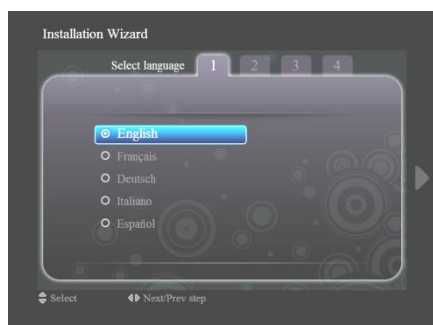 Installation Wizard
Select language 1 2 3 4
English
Français
Deutsch
Italiano
Español
Select Next/Prev step